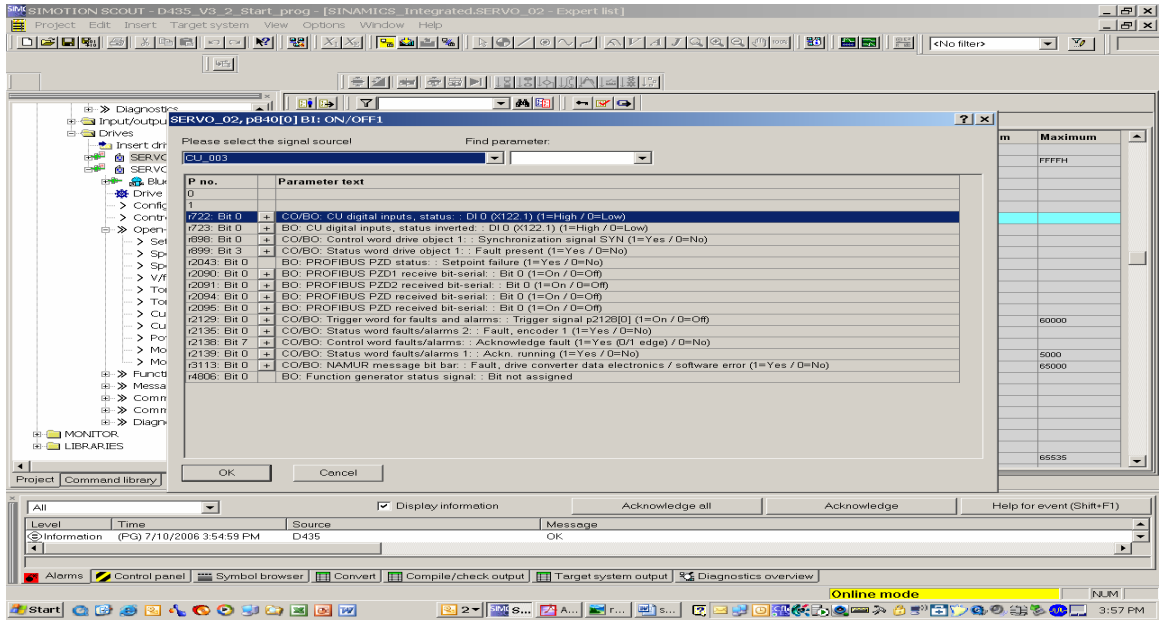 SIMOTION SCOUT - D435_V3_2_Start_prog - [SINAMICS_Integrated.SERVO_02 - Expert list]
Project Edit Insert Target system View Options Window Help
<No filter>
Diagnostics
Input/outpu
Drives
Insert dri
SERVO
SERVO
Blu
Drive
Config
Contr
Open-
Set
Spe
Spe
V/f
Tor
Tor
Cu
Cu
Po
Mo
Mo
Functi
Messa
Comm
Comm
Diagn
MONITOR
LIBRARIES
Project Command library
SERVO_02, p840[0] BI: ON/OFF1
Please select the signal source! Find parameter:
CU_003
P no. Parameter text
0
1
r722: Bit 0 + CO/BO: CU digital inputs, status: : DI 0 (X122.1) (1=High / 0=Low)
r723: Bit 0 + BO: CU digital inputs, status inverted: : DI 0 (X122.1) (1=High / 0=Low)
r898: Bit 0 + CO/BO: Control word drive object 1: : Synchronization signal SYN (1=Yes / 0=No)
r899: Bit 3 + CO/BO: Status word drive object 1: : Fault present (1=Yes / 0=No)
r2043: Bit 0 BO: PROFIBUS PZD status: : Setpoint failure (1=Yes / 0=No)
r2090: Bit 0 + BO: PROFIBUS PZD1 receive bit-serial: : Bit 0 (1=On / 0=Off)
r2091: Bit 0 + BO: PROFIBUS PZD2 received bit-serial: : Bit 0 (1=On / 0=Off)
r2094: Bit 0 + BO: PROFIBUS PZD received bit-serial: : Bit 0 (1=On / 0=Off)
r2095: Bit 0 + BO: PROFIBUS PZD received bit-serial: : Bit 0 (1=On / 0=Off)
r2129: Bit 0 + CO/BO: Trigger word for faults and alarms: : Trigger signal p2128[0] (1=On / 0=Off)
r2135: Bit 0 + CO/BO: Status word faults/alarms 2: : Fault, encoder 1 (1=Yes / 0=No)
r2138: Bit 7 + CO/BO: Control word faults/alarms: : Acknowledge fault (1=Yes (0/1 edge) / 0=No)
r2139: Bit 0 + CO/BO: Status word faults/alarms 1: : Ackn. running (1=Yes / 0=No)
r3113: Bit 0 + CO/BO: NAMUR message bit bar: : Fault, drive converter data electronics / software error (1=Yes / 0=No)
r4806: Bit 0 BO: Function generator status signal: : Bit not assigned
OK Cancel
m Maximum
FFFFH
60000
5000
65000
65535
All Display information Acknowledge all Acknowledge Help for event (Shift+F1)
Level Time Source Message
Information (PG) 7/10/2006 3:54:59 PM D435 OK
Alarms Control panel Symbol browser Convert Compile/check output Target system output Diagnostics overview
Online mode NUM
Start 2 S... A... r... s... 3:57 PM